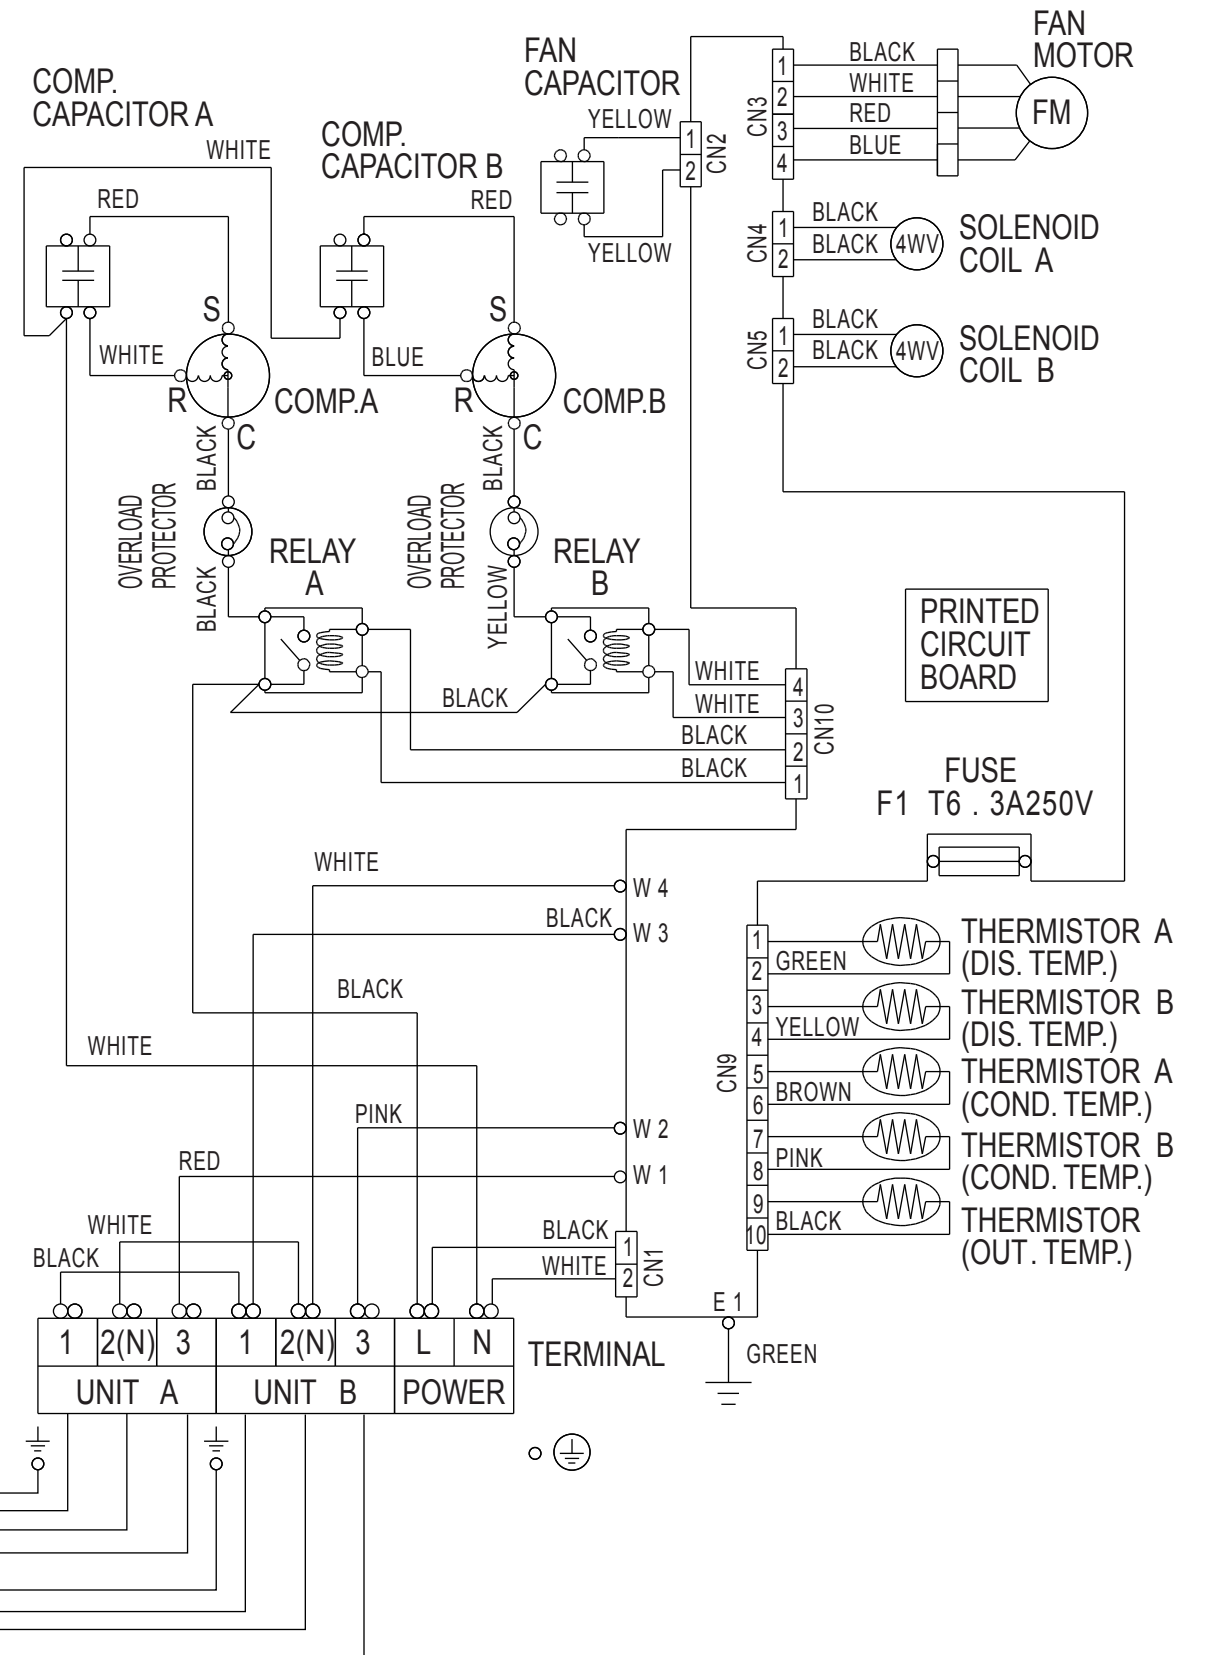 COMP.
CAPACITOR A
WHITE
RED
COMP.
CAPACITOR B
RED
FAN
CAPACITOR
YELLOW
YELLOW
1
2
CN2
CN3
1
2
3
4
BLACK
WHITE
RED
BLUE
FAN
MOTOR
FM
CN4
1
2
BLACK
BLACK
4WV
SOLENOID
COIL A
CN5
1
2
BLACK
BLACK
4WV
SOLENOID
COIL B
S
WHITE
R
COMP.A
C
BLACK
S
BLUE
R
COMP.B
C
BLACK
OVERLOAD
PROTECTOR
BLACK
RELAY
A
OVERLOAD
PROTECTOR
YELLOW
RELAY
B
BLACK
WHITE
WHITE
BLACK
BLACK
4
3
2
1
CN10
PRINTED
CIRCUIT
BOARD
FUSE
F1 T6 . 3A250V
WHITE
W 4
BLACK
W 3
BLACK
WHITE
PINK
W 2
RED
W 1
WHITE
BLACK
BLACK
WHITE
1
2
CN1
CN9
1
2
3
4
5
6
7
8
9
10
GREEN
YELLOW
BROWN
PINK
BLACK
THERMISTOR A
(DIS. TEMP.)
THERMISTOR B
(DIS. TEMP.)
THERMISTOR A
(COND. TEMP.)
THERMISTOR B
(COND. TEMP.)
THERMISTOR
(OUT . TEMP.)
E 1
GREEN
1 2(N) 3 1 2(N) 3 L N
UNIT A UNIT B POWER
TERMINAL